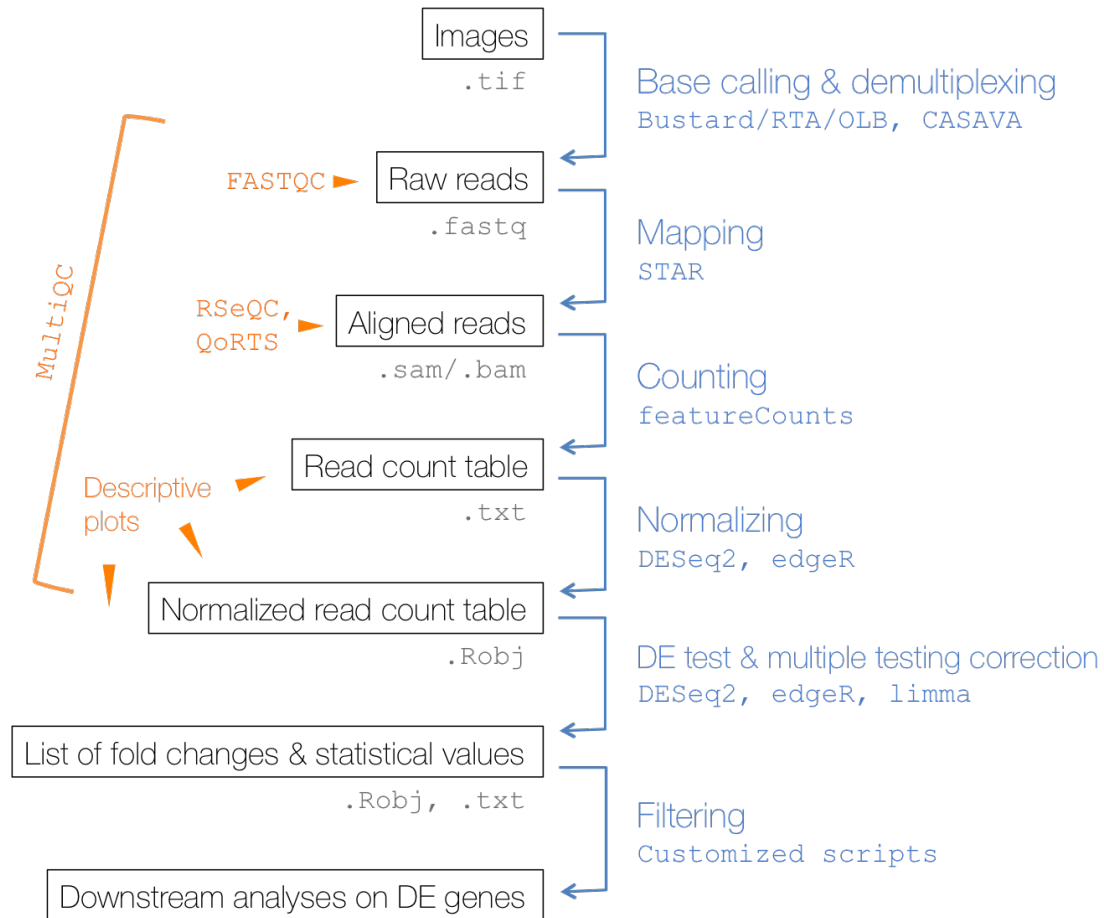 Images
.tif
Base calling & demultiplexing
Bustard/RTA/OLB, CASAVA
FASTQC
Raw reads
.fastq
Mapping
STAR
MultiQC
RSeQC,
QoRTS
Aligned reads
.sam/.bam
Counting
featureCounts
Read count table
.txt
Descriptive
plots
Normalizing
DESeq2, edgeR
Normalized read count table
.Robj
DE test & multiple testing correction
DESeq2, edgeR, limma
List of fold changes & statistical values
.Robj, .txt
Filtering
Customized scripts
Downstream analyses on DE genes